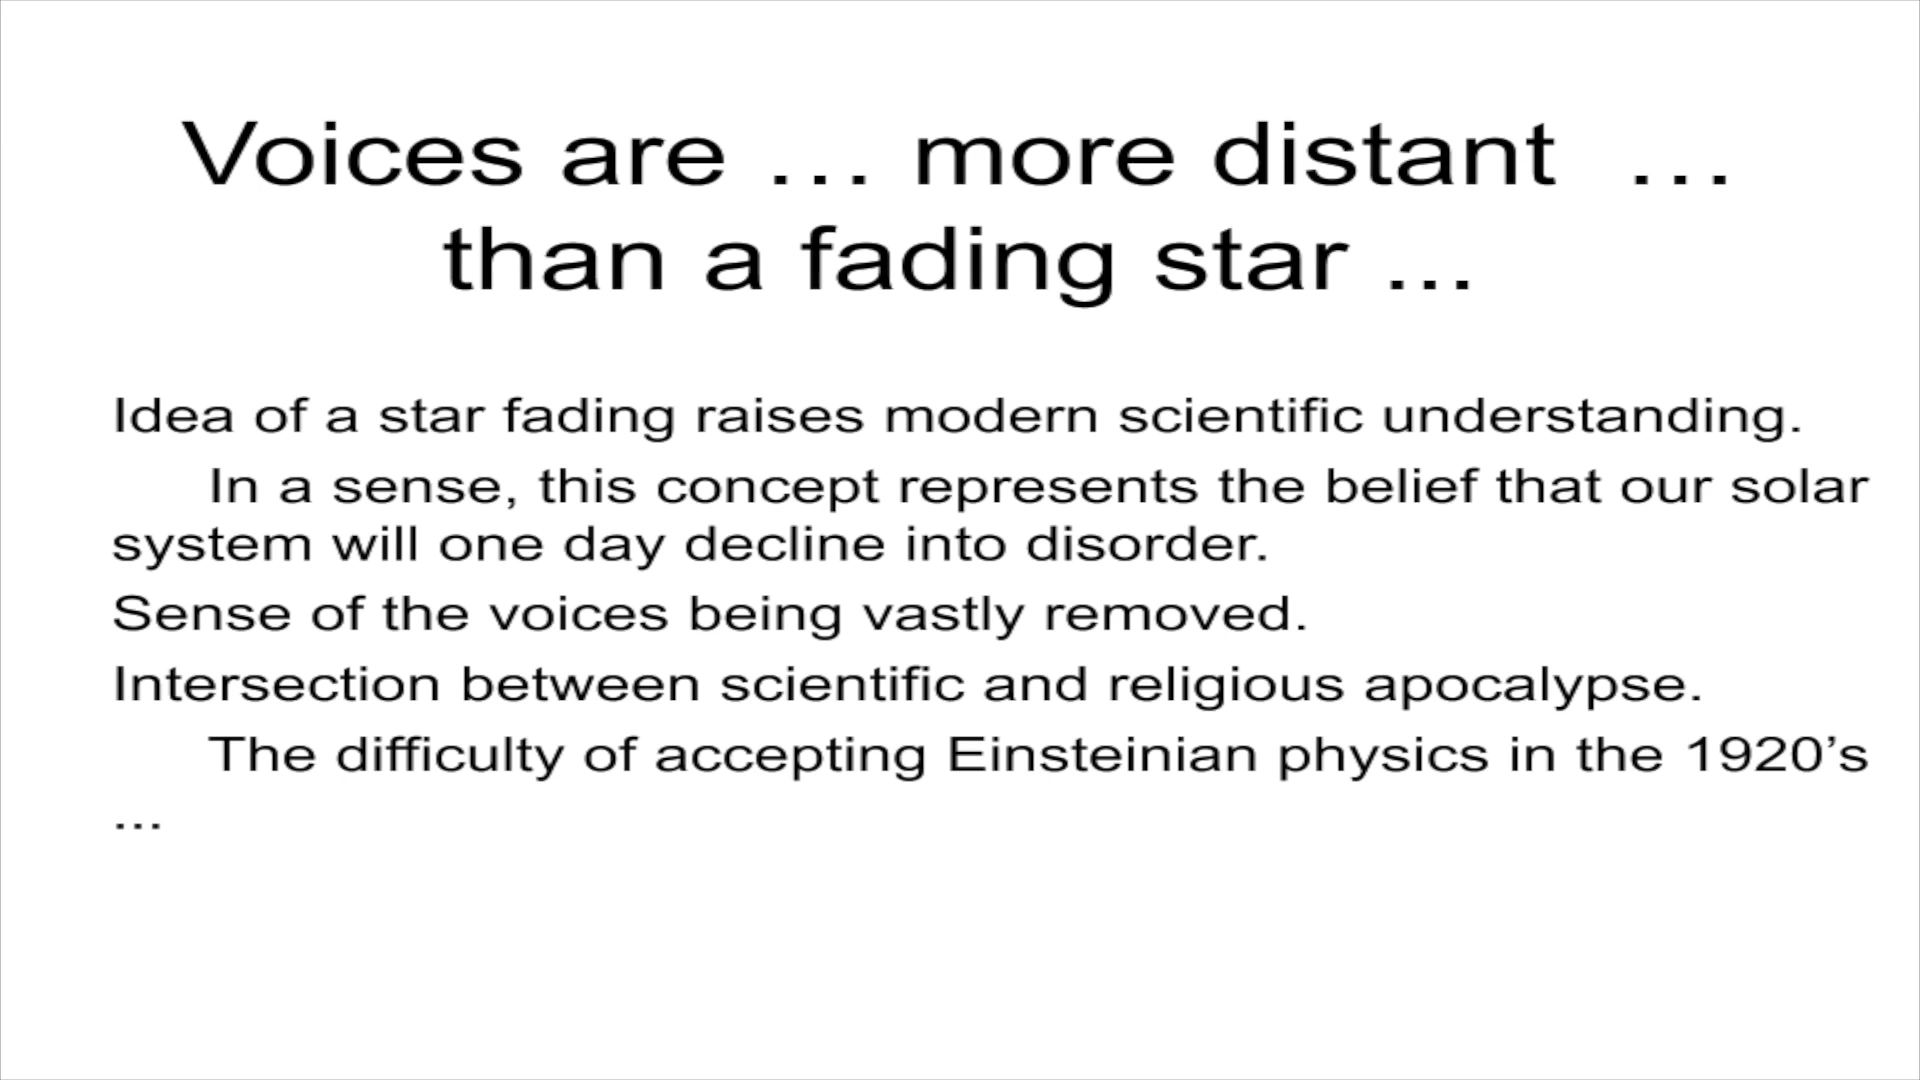 Voices are … more distant  …
than a fading star ...
Idea of a star fading raises modern scientific understanding.
In a sense, this concept represents the belief that our solar
system will one day decline into disorder.
Sense of the voices being vastly removed.
Intersection between scientific and religious apocalypse.
The difficulty of accepting Einsteinian physics in the 1920’s
...